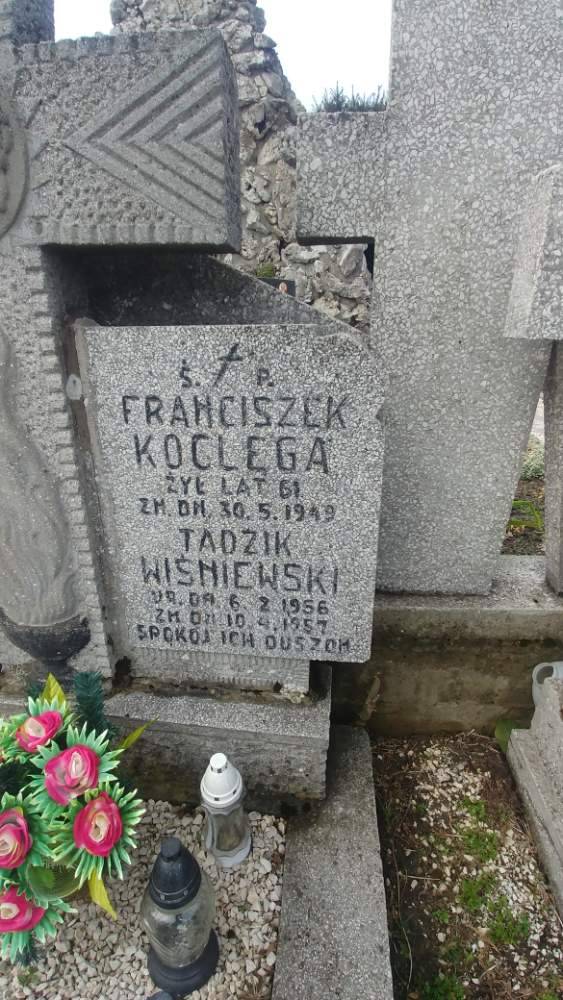 Ś. P.
FRANCISZEK
KOCLĘGA
ŻYŁ LAT 61
ZM. DN. 30.5.1949
TADZIK
WIŚNIEWSKI
UR. DN. 6.2.1956
ZM. DN. 10.4.1957
SPOKÓJ ICH DUSZOM